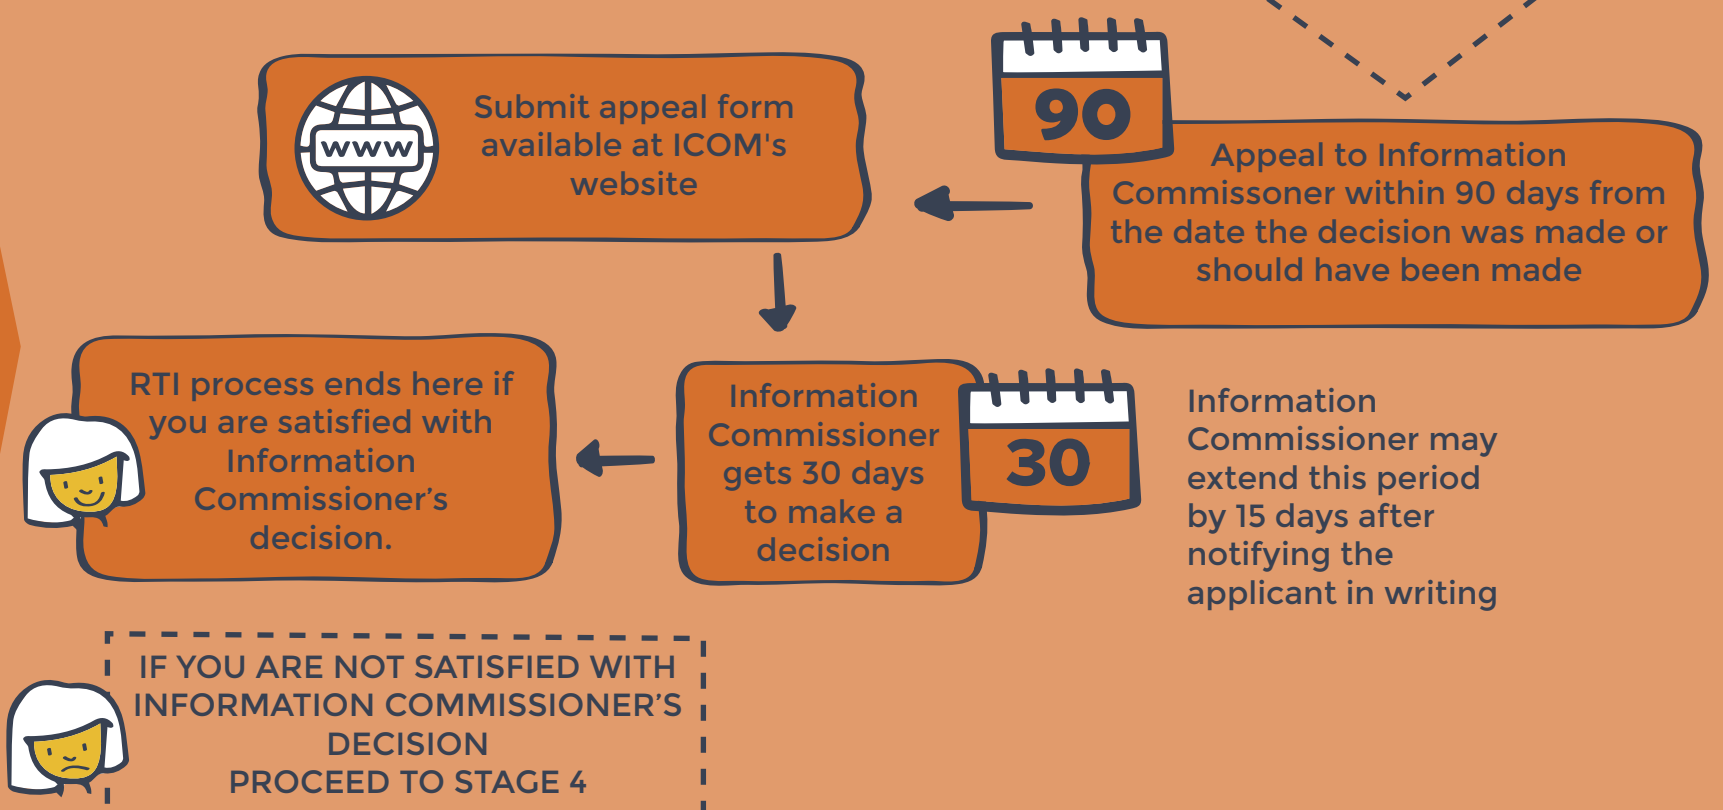 90
Appeal to Information
Commissoner within 90 days from
the date the decision was made or
should have been made
www
Submit appeal form
available at ICOM's
website
Information
Commissioner
gets 30 days
to make a
decision
30
Information
Commissioner may
extend this period
by 15 days after
notifying the
applicant in writing
RTI process ends here if
you are satisfied with
Information
Commissioner’s
decision.
IF YOU ARE NOT SATISFIED WITH
INFORMATION COMMISSIONER’S
DECISION
PROCEED TO STAGE 4